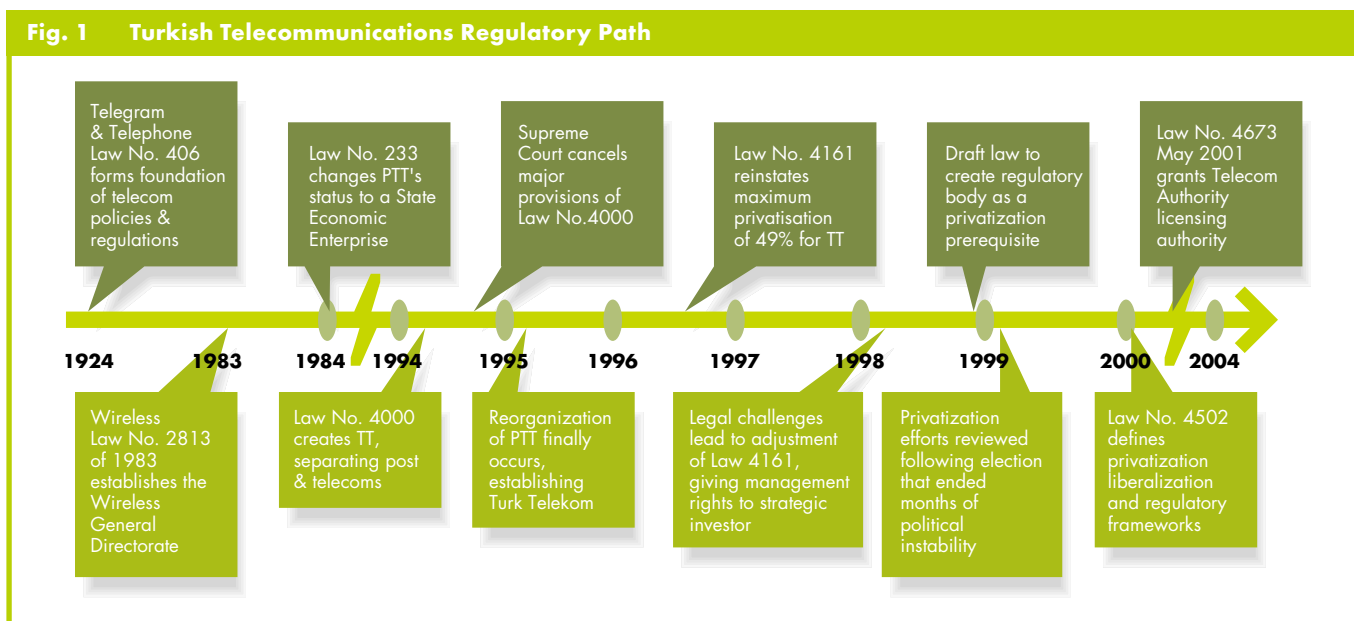 Fig. 1 Turkish Telecommunications Regulatory Path
Telegram
& Telephone
Law No. 406
forms foundation
of telecom
policies &
regulations
Law No. 233
changes PTT's
status to a State
Economic
Enterprise
Supreme
Court cancels
major
provisions of
Law No.4000
Law No. 4161
reinstates
maximum
privatisation
of 49% for TT
Draft law to
create regulatory
body as a
privatization
prerequisite
Law No. 4673
May 2001
grants Telecom
Authority
licensing
authority
1924 1983 1984 1994 1995 1996 1997 1998 1999 2000 2004
Wireless
Law No. 2813
of 1983
establishes the
Wireless
General
Directorate
Law No. 4000
creates TT,
separating post
& telecoms
Reorganization
of PTT finally
occurs,
establishing
Turk Telekom
Legal challenges
lead to adjustment
of Law 4161,
giving management
rights to strategic
investor
Privatization
efforts reviewed
following election
that ended
months of
political
instability
Law No. 4502
defines
privatization
liberalization
and regulatory
frameworks